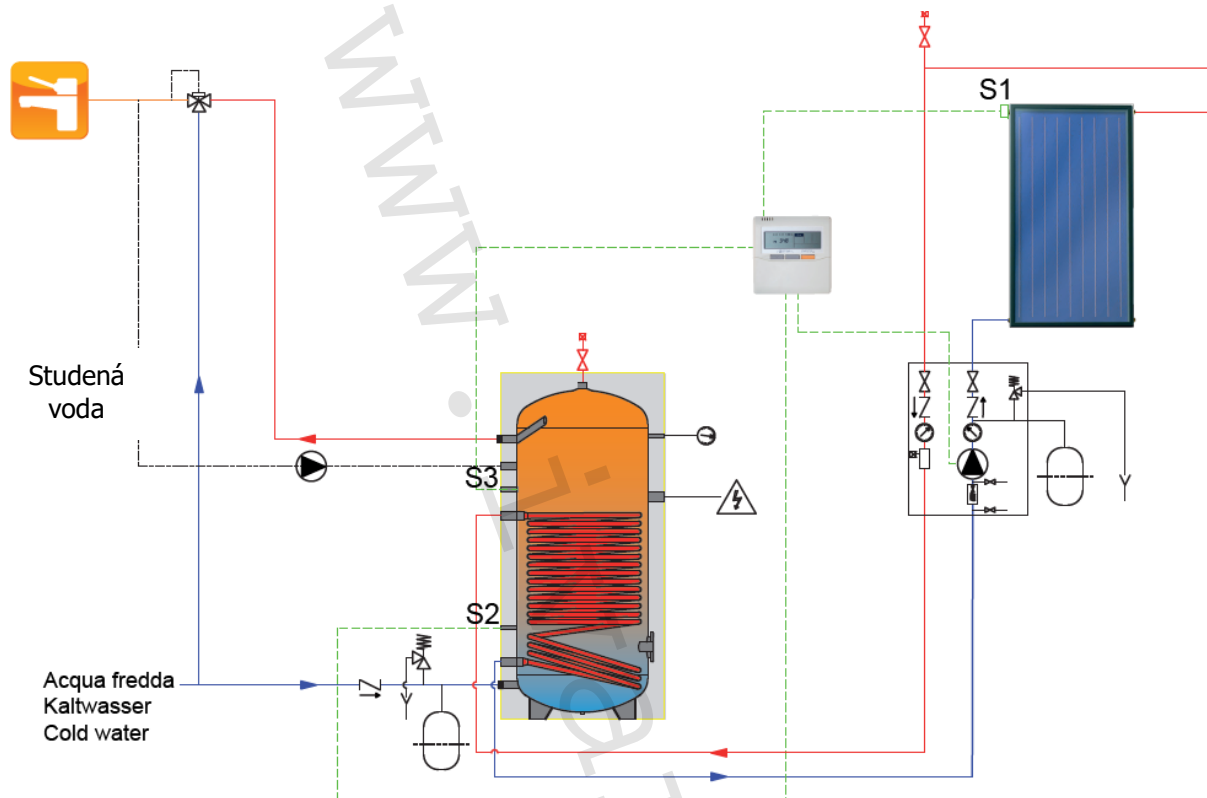 S1
Studená
voda
S3
S2
Acqua fredda
Kaltwasser
Cold water